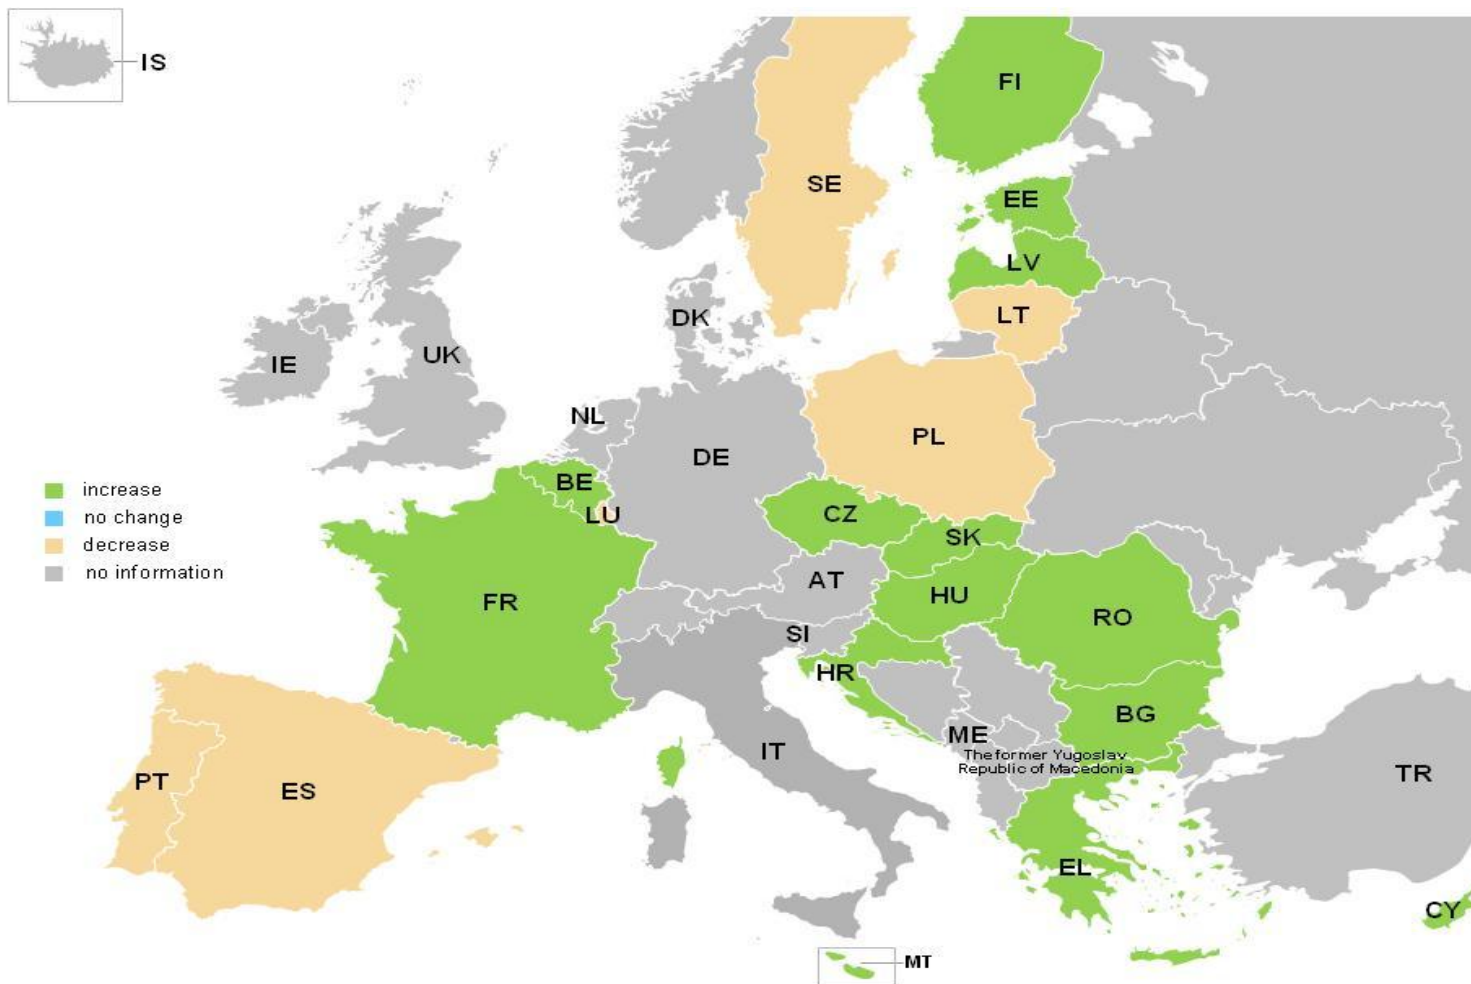 IS
FI
SE
EE
LV
DK
LT
UK
IE
NL
PL
DE
BE
increase
LU
CZ
no change
SK
decrease
no information
AT
HU
FR
RO
SI
HR
BG
ME
IT
The former Yugoslav
Republic of Macedonia
PT
TR
ES
EL
CY
MT